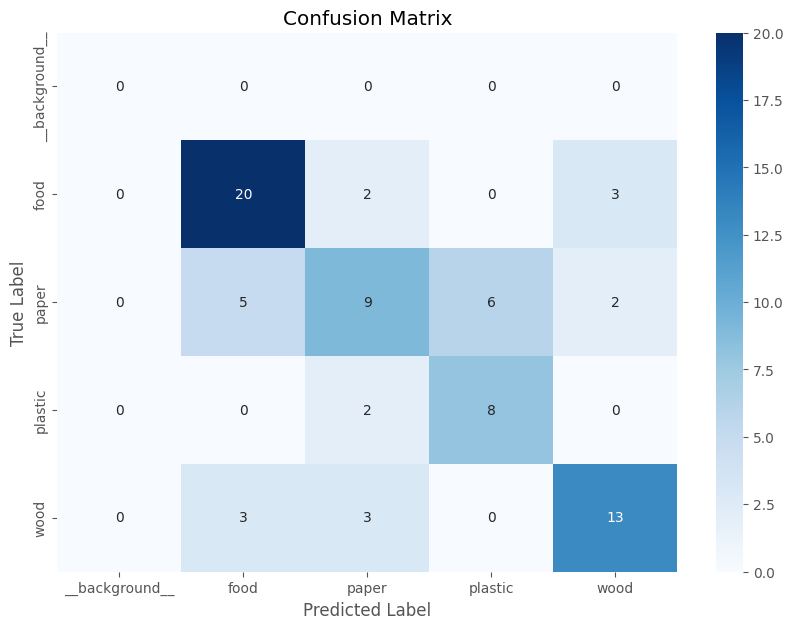 Confusion Matrix
True Label
__background__
0 0 0 0 0
food
0 20 2 0 3
paper
0 5 9 6 2
plastic
0 0 2 8 0
wood
0 3 3 0 13
__background__ food paper plastic wood
Predicted Label
20.0
17.5
15.0
12.5
10.0
7.5
5.0
2.5
0.0